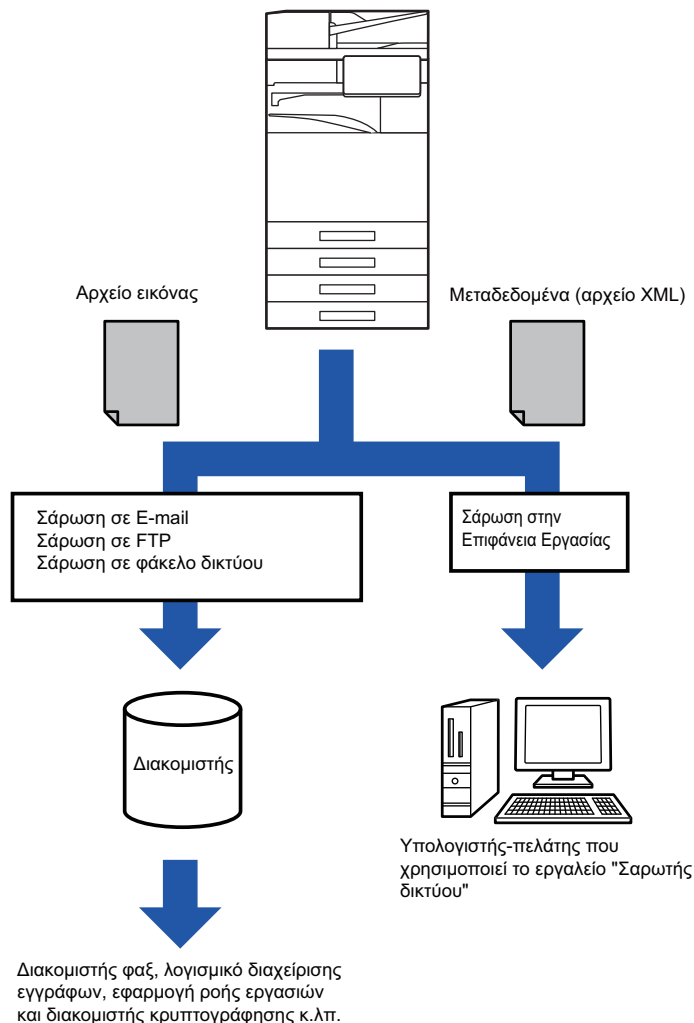 Αρχείο εικόνας
Μεταδεδομένα (αρχείο XML)
Σάρωση σε E-mail
Σάρωση σε FTP
Σάρωση σε φάκελο δικτύου
Σάρωση στην
Επιφάνεια Εργασίας
Διακομιστής
Υπολογιστής-πελάτης που
χρησιμοποιεί το εργαλείο "Σαρωτής
δικτύου"
Διακομιστής φαξ, λογισμικό διαχείρισης
εγγράφων, εφαρμογή ροής εργασιών
και διακομιστής κρυπτογράφησης κ.λπ.